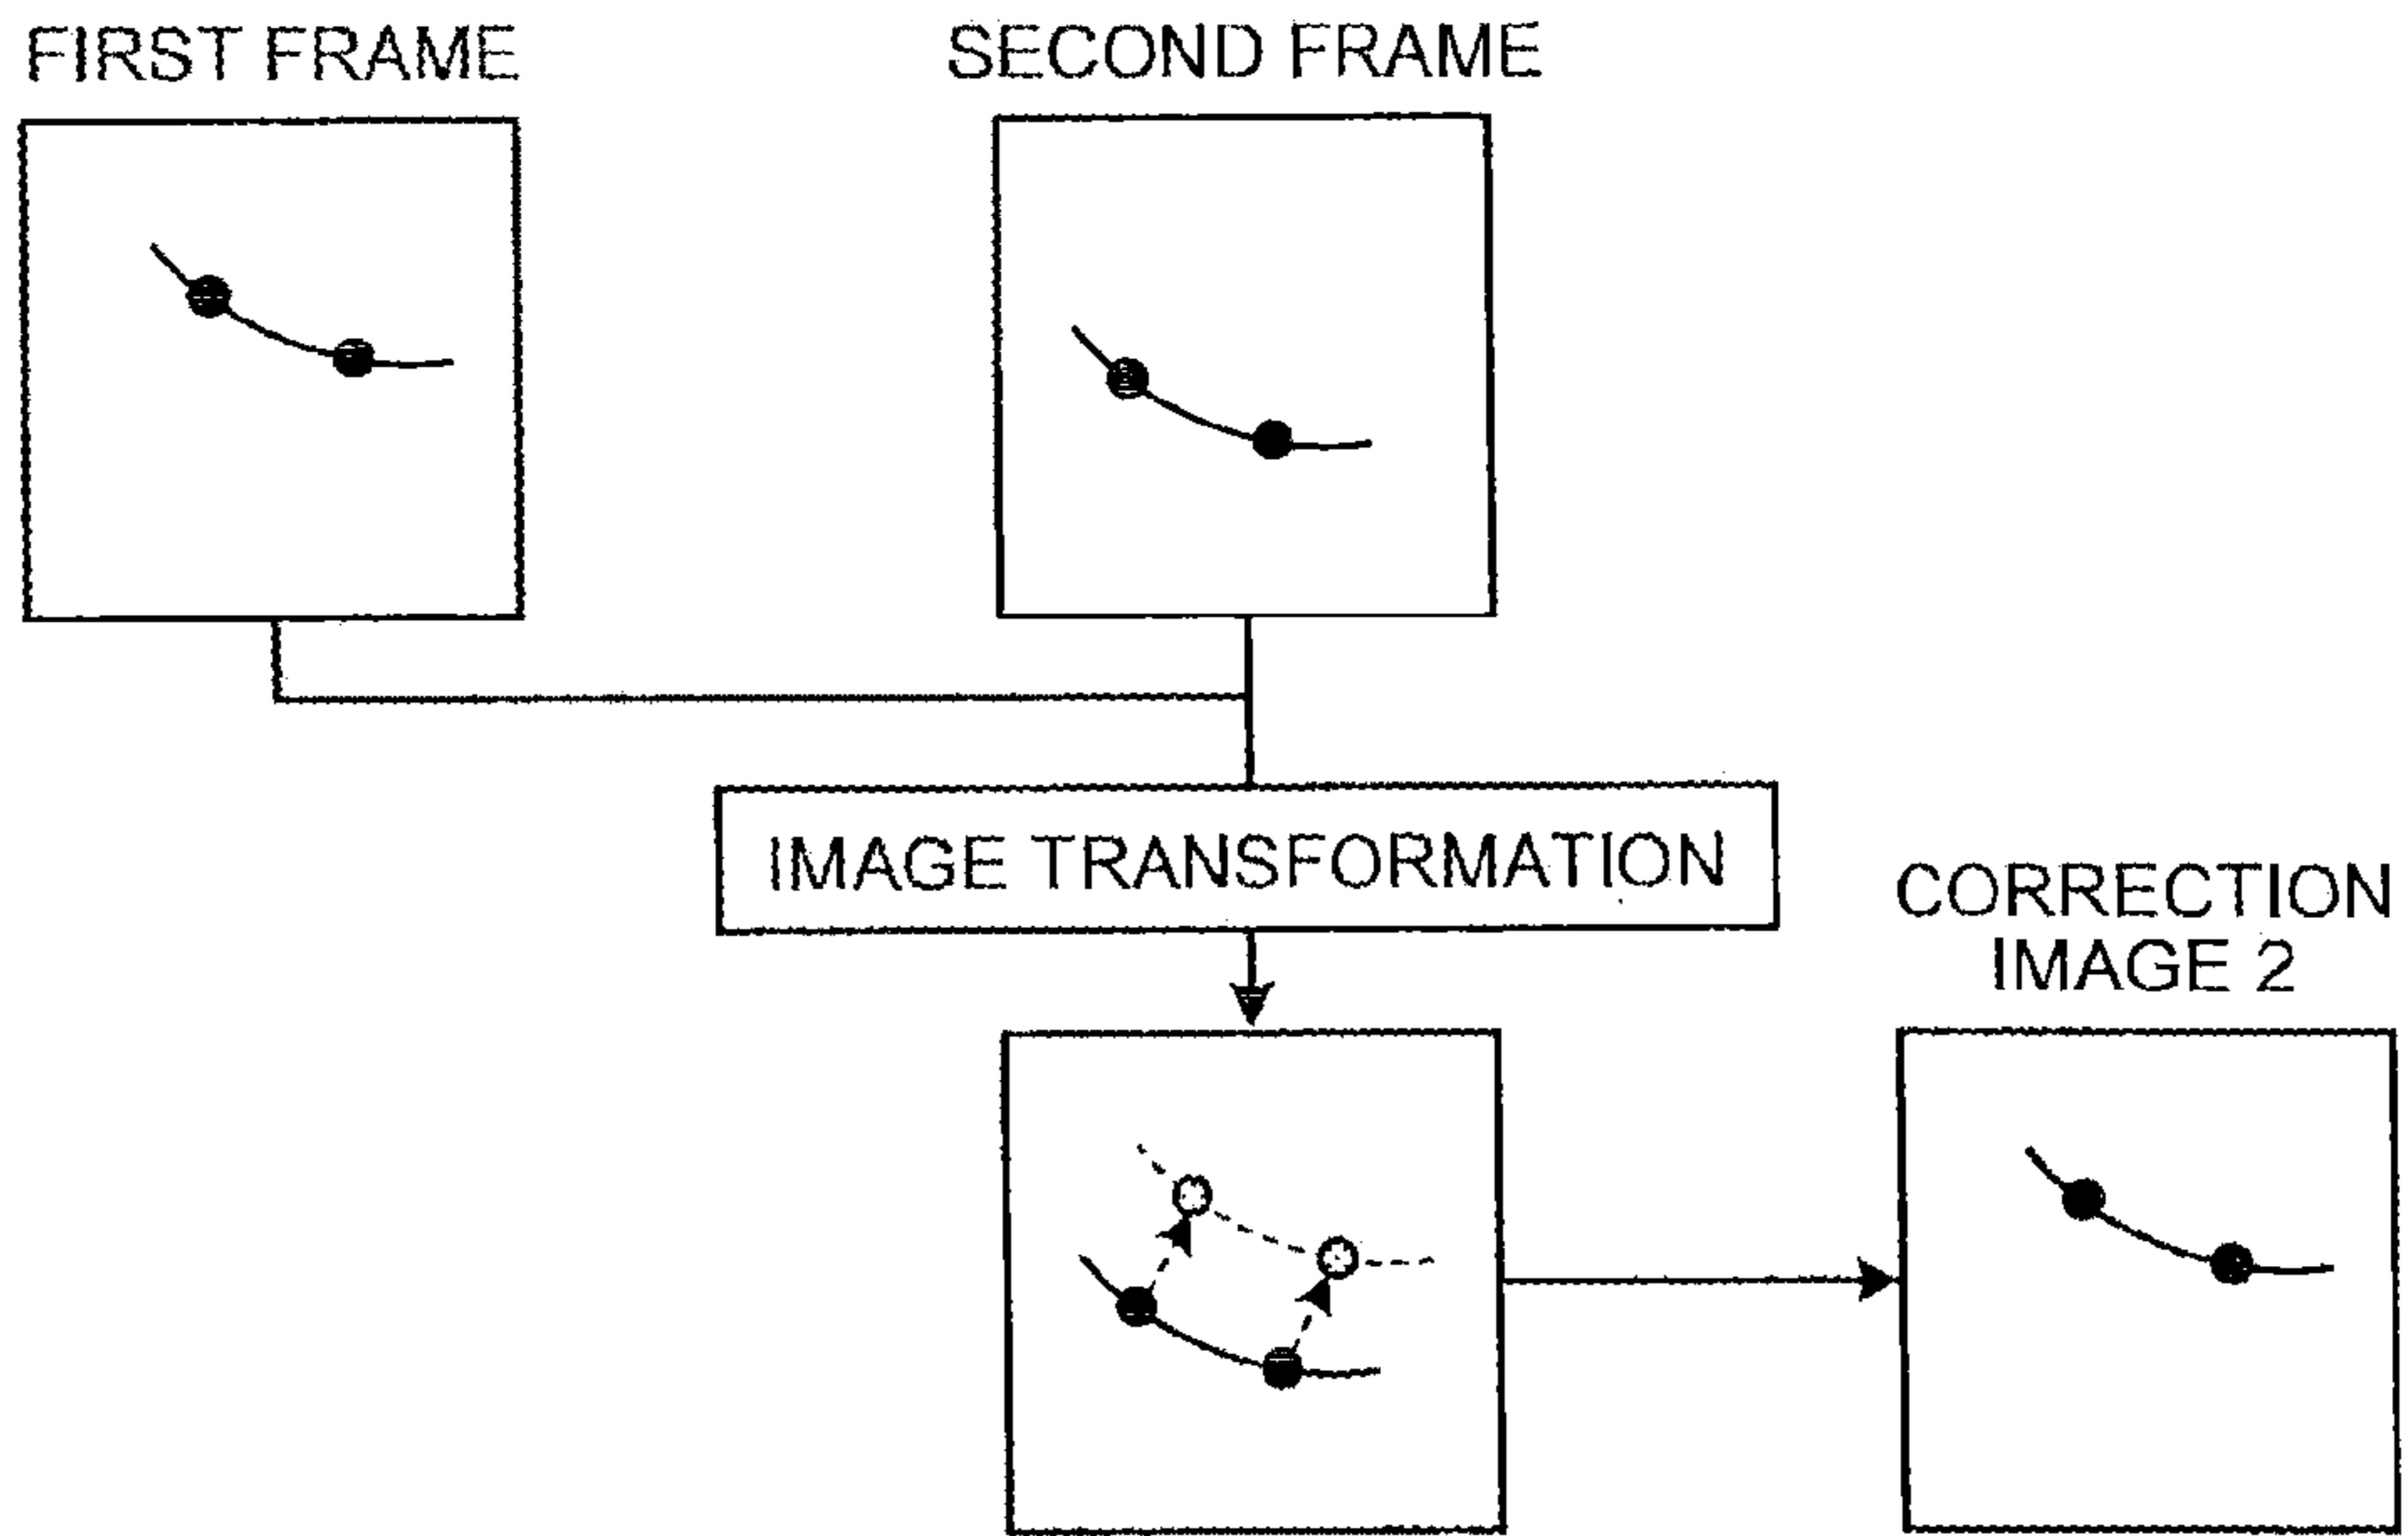 FIRST FRAME
SECOND FRAME
IMAGE TRANSFORMATION
CORRECTION
IMAGE 2